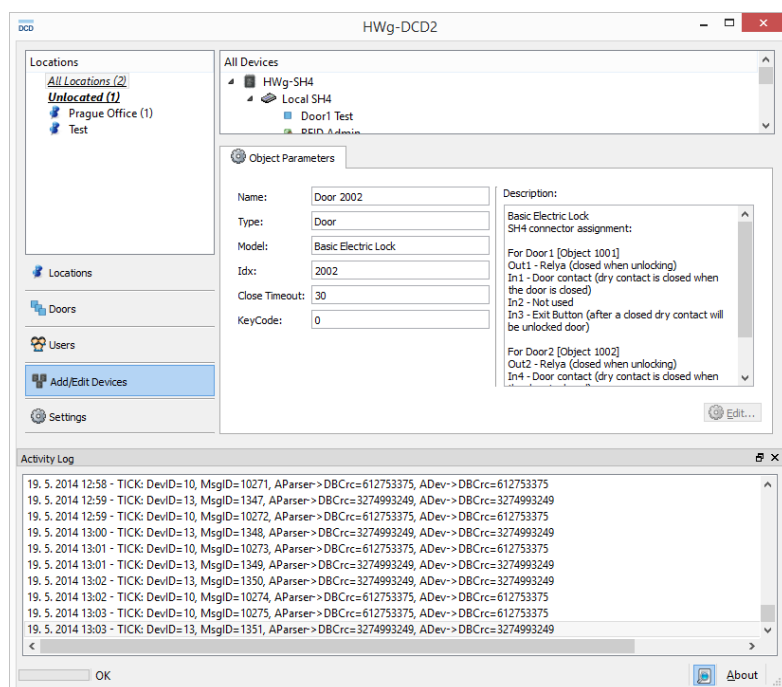 DCD
HWg-DCD2
Locations
All Locations (2)
Unlocated (1)
Prague Office (1)
Test
Locations
Doors
Users
Add/Edit Devices
Settings
All Devices
HWg-SH4
Local SH4
Door1 Test
RFID Admin
Object Parameters
Name: Door 2002
Type: Door
Model: Basic Electric Lock
Idx: 2002
Close Timeout: 30
KeyCode: 0
Description:
Basic Electric Lock
SH4 connector assignment:
For Door1 [Object 1001]
Out1 - Relya (closed when unlocking)
In1 - Door contact (dry contact is closed when
the door is closed)
In2 - Not used
In3 - Exit Button (after a closed dry contact will
be unlocked door)
For Door2 [Object 1002]
Out2 - Relya (closed when unlocking)
In4 - Door contact (dry contact is closed when
Edit...
Activity Log
19. 5. 2014 12:58 - TICK: DevID=10, MsgID=10271, AParser->DBCrc=612753375, ADev->DBCrc=612753375
19. 5. 2014 12:59 - TICK: DevID=13, MsgID=1347, AParser->DBCrc=3274993249, ADev->DBCrc=3274993249
19. 5. 2014 12:59 - TICK: DevID=10, MsgID=10272, AParser->DBCrc=612753375, ADev->DBCrc=612753375
19. 5. 2014 13:00 - TICK: DevID=13, MsgID=1348, AParser->DBCrc=3274993249, ADev->DBCrc=3274993249
19. 5. 2014 13:01 - TICK: DevID=10, MsgID=10273, AParser->DBCrc=612753375, ADev->DBCrc=612753375
19. 5. 2014 13:01 - TICK: DevID=13, MsgID=1349, AParser->DBCrc=3274993249, ADev->DBCrc=3274993249
19. 5. 2014 13:02 - TICK: DevID=13, MsgID=1350, AParser->DBCrc=3274993249, ADev->DBCrc=3274993249
19. 5. 2014 13:02 - TICK: DevID=10, MsgID=10274, AParser->DBCrc=612753375, ADev->DBCrc=612753375
19. 5. 2014 13:03 - TICK: DevID=10, MsgID=10275, AParser->DBCrc=612753375, ADev->DBCrc=612753375
19. 5. 2014 13:03 - TICK: DevID=13, MsgID=1351, AParser->DBCrc=3274993249, ADev->DBCrc=3274993249
OK
About